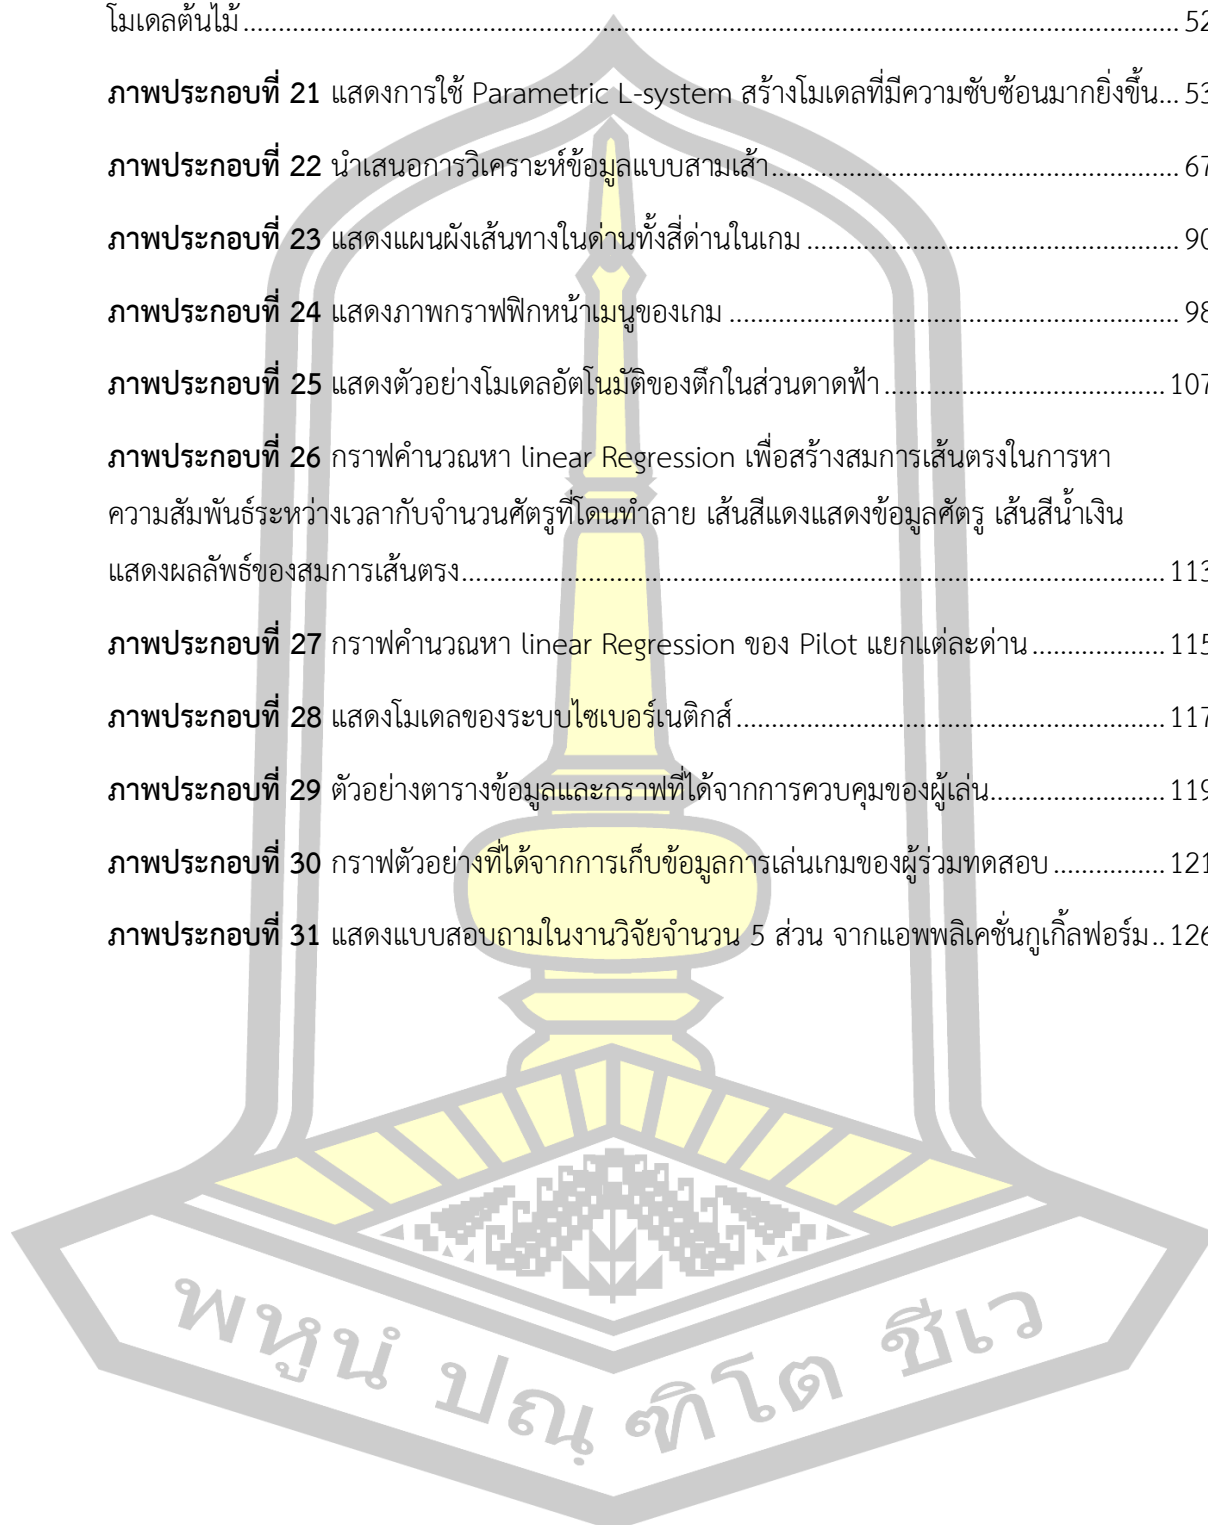 โมเดลต้นไม้ 52
ภาพประกอบที่ 21 แสดงการใช้ Parametric L-system สร้างโมเดลที่มีความซับซ้อนมากยิ่งขึ้น... 53
ภาพประกอบที่ 22 นำเสนอการวิเคราะห์ข้อมูลแบบสามเส้า 67
ภาพประกอบที่ 23 แสดงแผนผังเส้นทางในด่านทั้งสี่ด่านในเกม 90
ภาพประกอบที่ 24 แสดงภาพกราฟฟิกหน้าเมนูของเกม 98
ภาพประกอบที่ 25 แสดงตัวอย่างโมเดลอัตโนมัติของตึกในส่วนดาดฟ้า 107
ภาพประกอบที่ 26 กราฟคำนวณหา linear Regression เพื่อสร้างสมการเส้นตรงในการหา
ความสัมพันธ์ระหว่างเวลากับจำนวนศัตรูที่โดนทำลาย เส้นสีแดงแสดงข้อมูลศัตรู เส้นสีน้ำเงิน
แสดงผลลัพธ์ของสมการเส้นตรง 113
ภาพประกอบที่ 27 กราฟคำนวณหา linear Regression ของ Pilot แยกแต่ละด่าน 115
ภาพประกอบที่ 28 แสดงโมเดลของระบบไซเบอร์เนติกส์ 117
ภาพประกอบที่ 29 ตัวอย่างตารางข้อมูลและกราฟที่ได้จากการควบคุมของผู้เล่น 119
ภาพประกอบที่ 30 กราฟตัวอย่างที่ได้จากการเก็บข้อมูลการเล่นเกมของผู้ร่วมทดสอบ 121
ภาพประกอบที่ 31 แสดงแบบสอบถามในงานวิจัยจำนวน 5 ส่วน จากแอพพลิเคชั่นกูเกิ้ลฟอร์ม.. 126
พหูนํ ปณฺฑิโต ชีเว